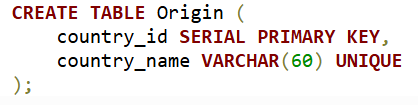 CREATE TABLE Origin (
    country_id SERIAL PRIMARY KEY,
    country_name VARCHAR(60) UNIQUE
);